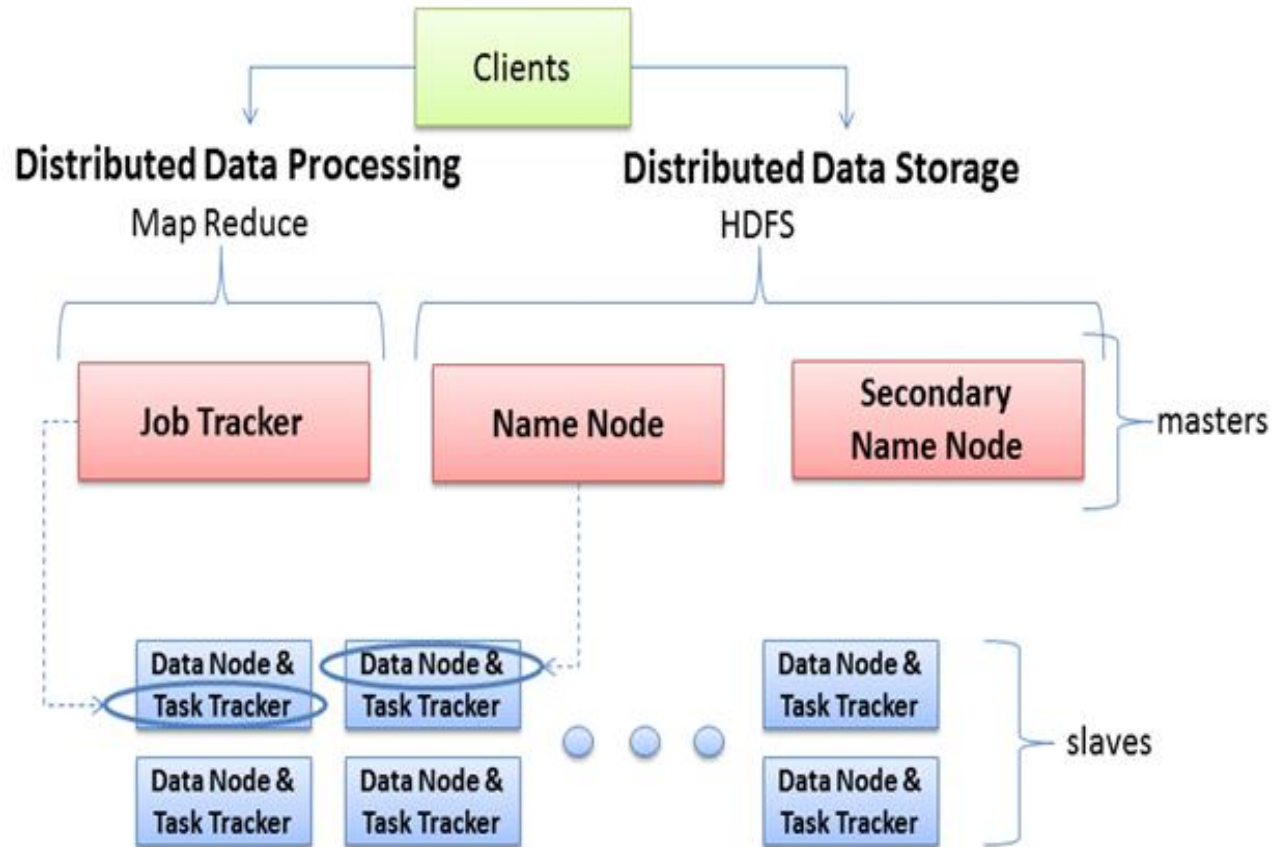 Clients
Distributed Data Processing
Distributed Data Storage
Map Reduce
HDFS
Job Tracker
Name Node
Secondary
Name Node
masters
Data Node &
Task Tracker
Data Node &
Task Tracker
Data Node &
Task Tracker
slaves
Data Node &
Task Tracker
Data Node &
Task Tracker
Data Node &
Task Tracker